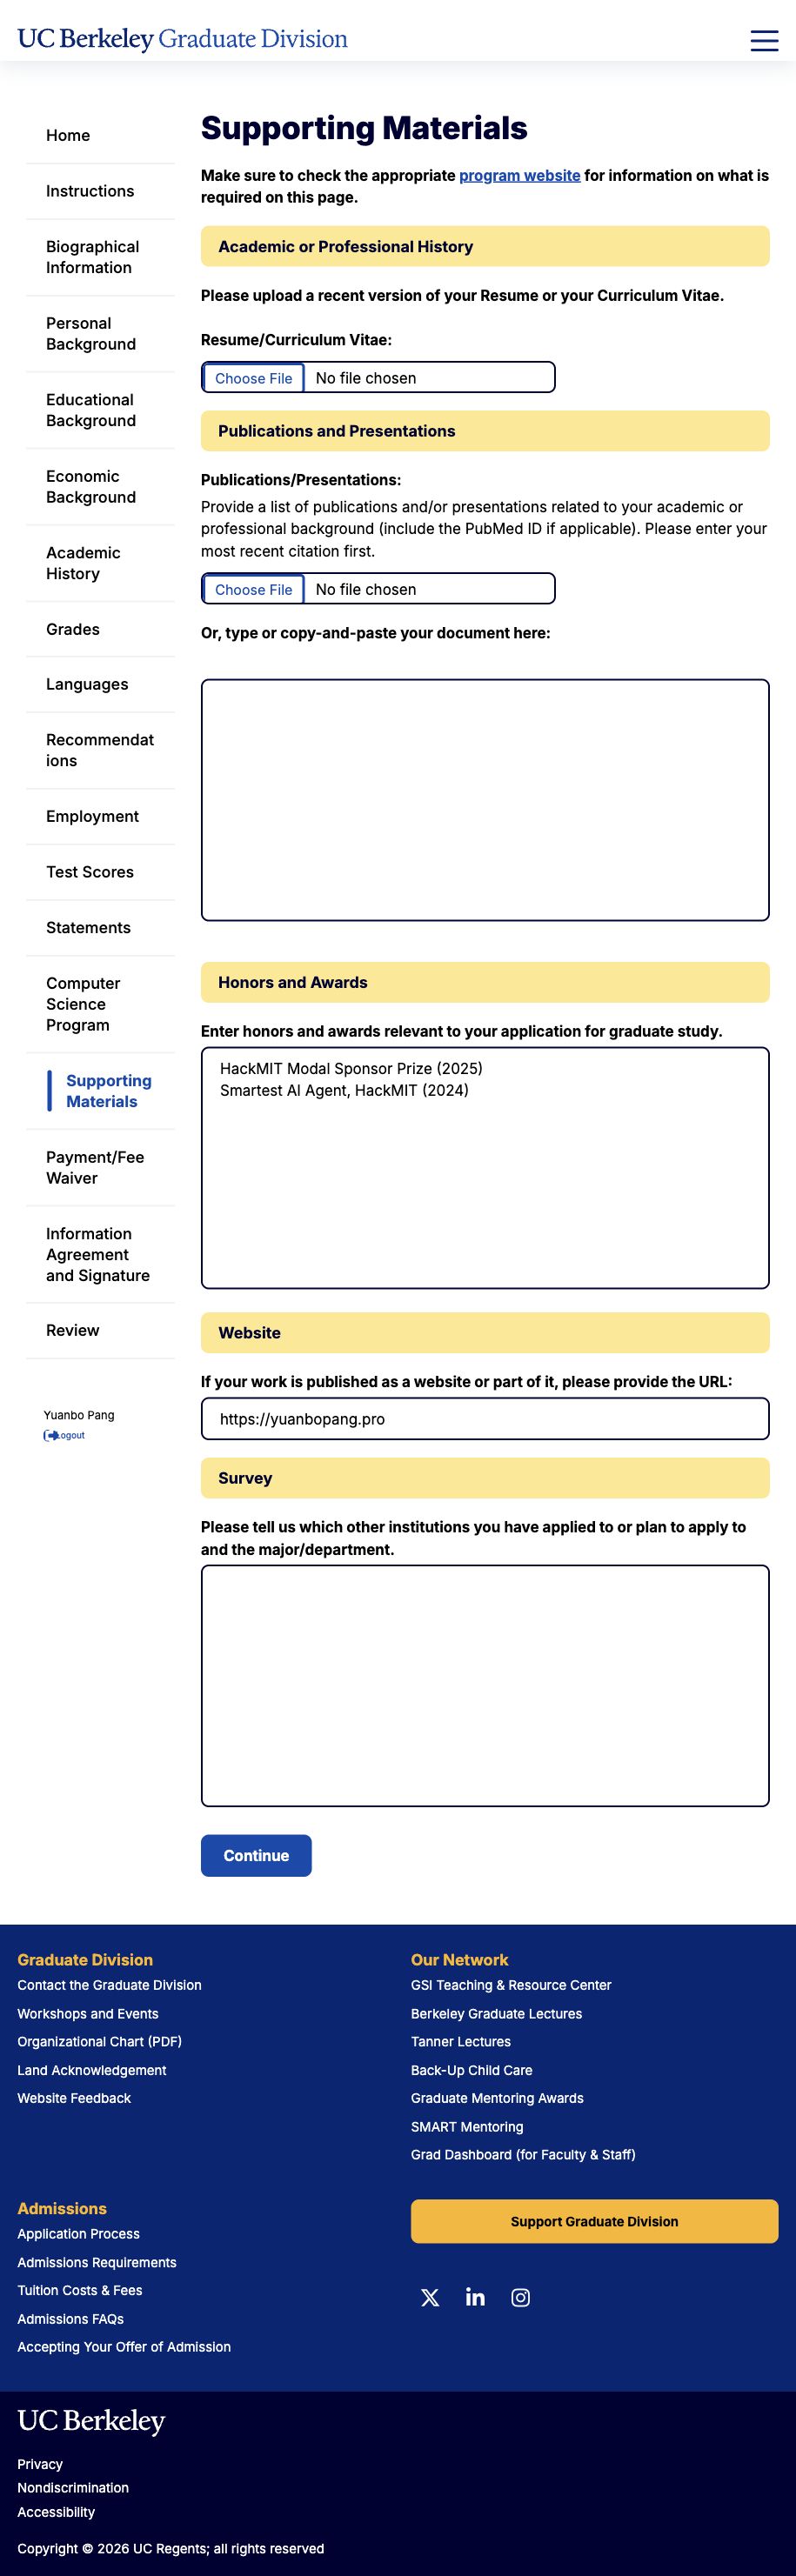 UC Berkeley Graduate Division
Home
Instructions
Biographical
Information
Personal
Background
Educational
Background
Economic
Background
Academic
History
Grades
Languages
Recommendat
ions
Employment
Test Scores
Statements
Computer
Science
Program
Supporting
Materials
Payment/Fee
Waiver
Information
Agreement
and Signature
Review
Yuanbo Pang
Logout
Supporting Materials
Make sure to check the appropriate program website for information on what is
required on this page.
Academic or Professional History
Please upload a recent version of your Resume or your Curriculum Vitae.
Resume/Curriculum Vitae:
Choose File No file chosen
Publications and Presentations
Publications/Presentations:
Provide a list of publications and/or presentations related to your academic or
professional background (include the PubMed ID if applicable). Please enter your
most recent citation first.
Choose File No file chosen
Or, type or copy-and-paste your document here:
Honors and Awards
Enter honors and awards relevant to your application for graduate study.
HackMIT Modal Sponsor Prize (2025)
Smartest AI Agent, HackMIT (2024)
Website
If your work is published as a website or part of it, please provide the URL:
https://yuanbopang.pro
Survey
Please tell us which other institutions you have applied to or plan to apply to
and the major/department.
Continue
Graduate Division
Contact the Graduate Division
Workshops and Events
Organizational Chart (PDF)
Land Acknowledgement
Website Feedback
Our Network
GSI Teaching & Resource Center
Berkeley Graduate Lectures
Tanner Lectures
Back-Up Child Care
Graduate Mentoring Awards
SMART Mentoring
Grad Dashboard (for Faculty & Staff)
Admissions
Application Process
Admissions Requirements
Tuition Costs & Fees
Admissions FAQs
Accepting Your Offer of Admission
Support Graduate Division
UC Berkeley
Privacy
Nondiscrimination
Accessibility
Copyright © 2026 UC Regents; all rights reserved